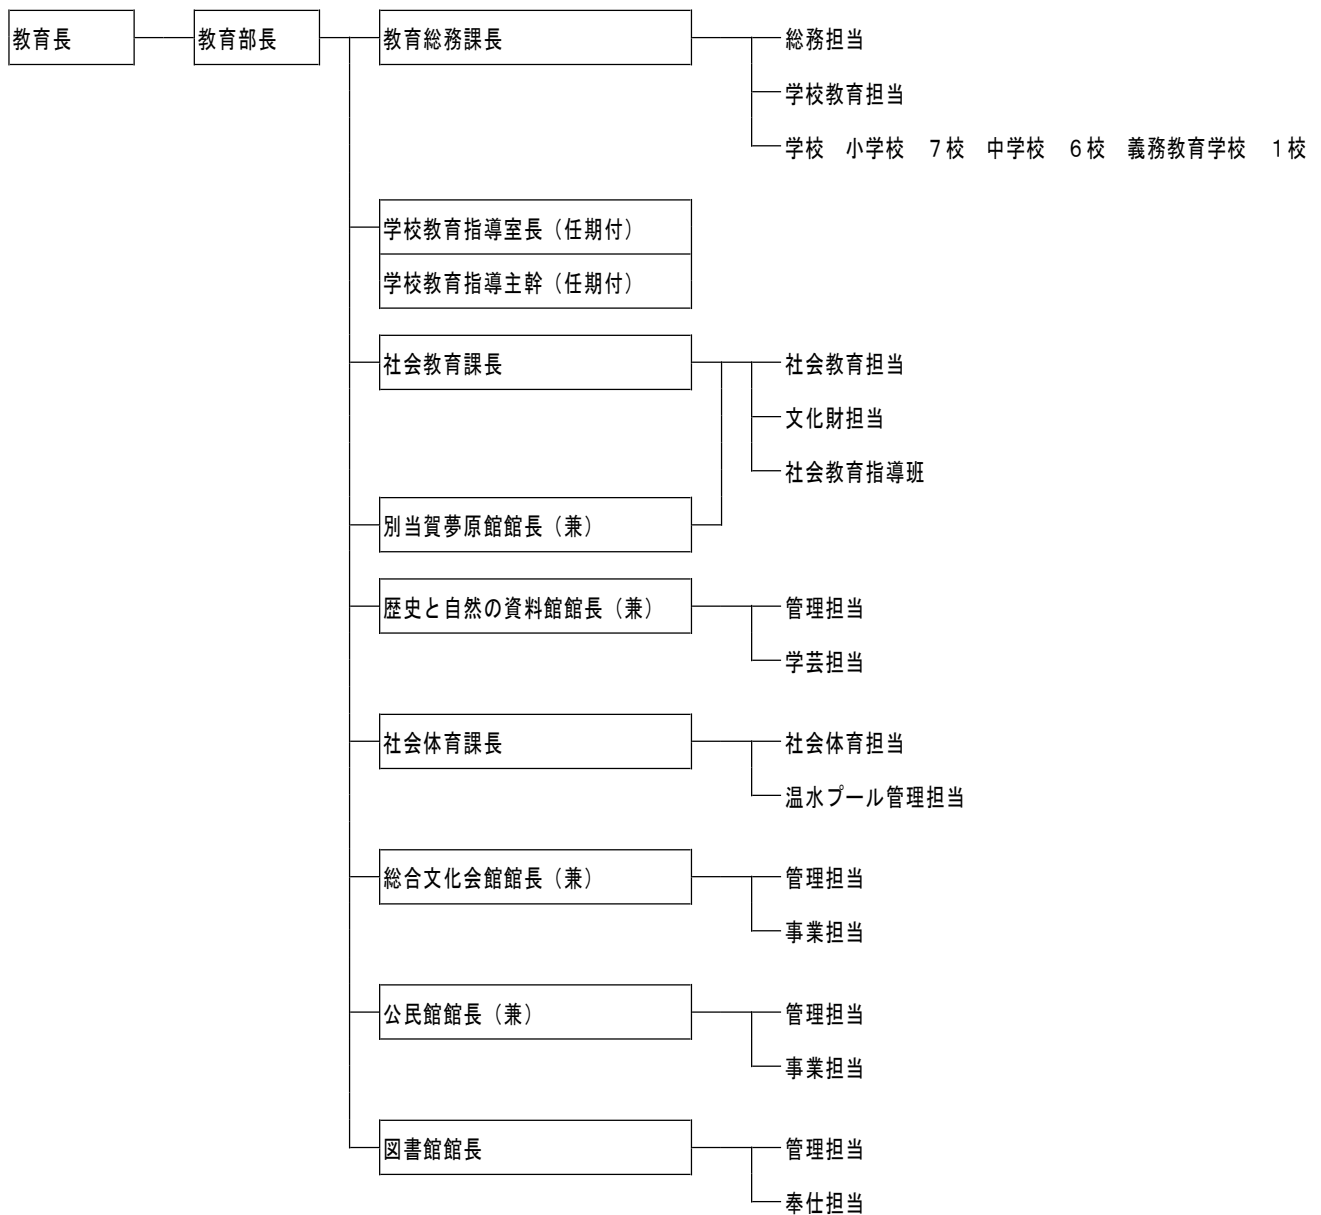 教育長 教育部長 教育総務課長 総務担当
学校教育担当
学校 小学校 7校 中学校 6校 義務教育学校 1校
学校教育指導室長（任期付）
学校教育指導主幹（任期付）
社会教育課長 社会教育担当
文化財担当
社会教育指導班
別当賀夢原館館長（兼）
歴史と自然の資料館館長（兼） 管理担当
学芸担当
社会体育課長 社会体育担当
温水プール管理担当
総合文化会館館長（兼） 管理担当
事業担当
公民館館長（兼） 管理担当
事業担当
図書館館長 管理担当
奉仕担当